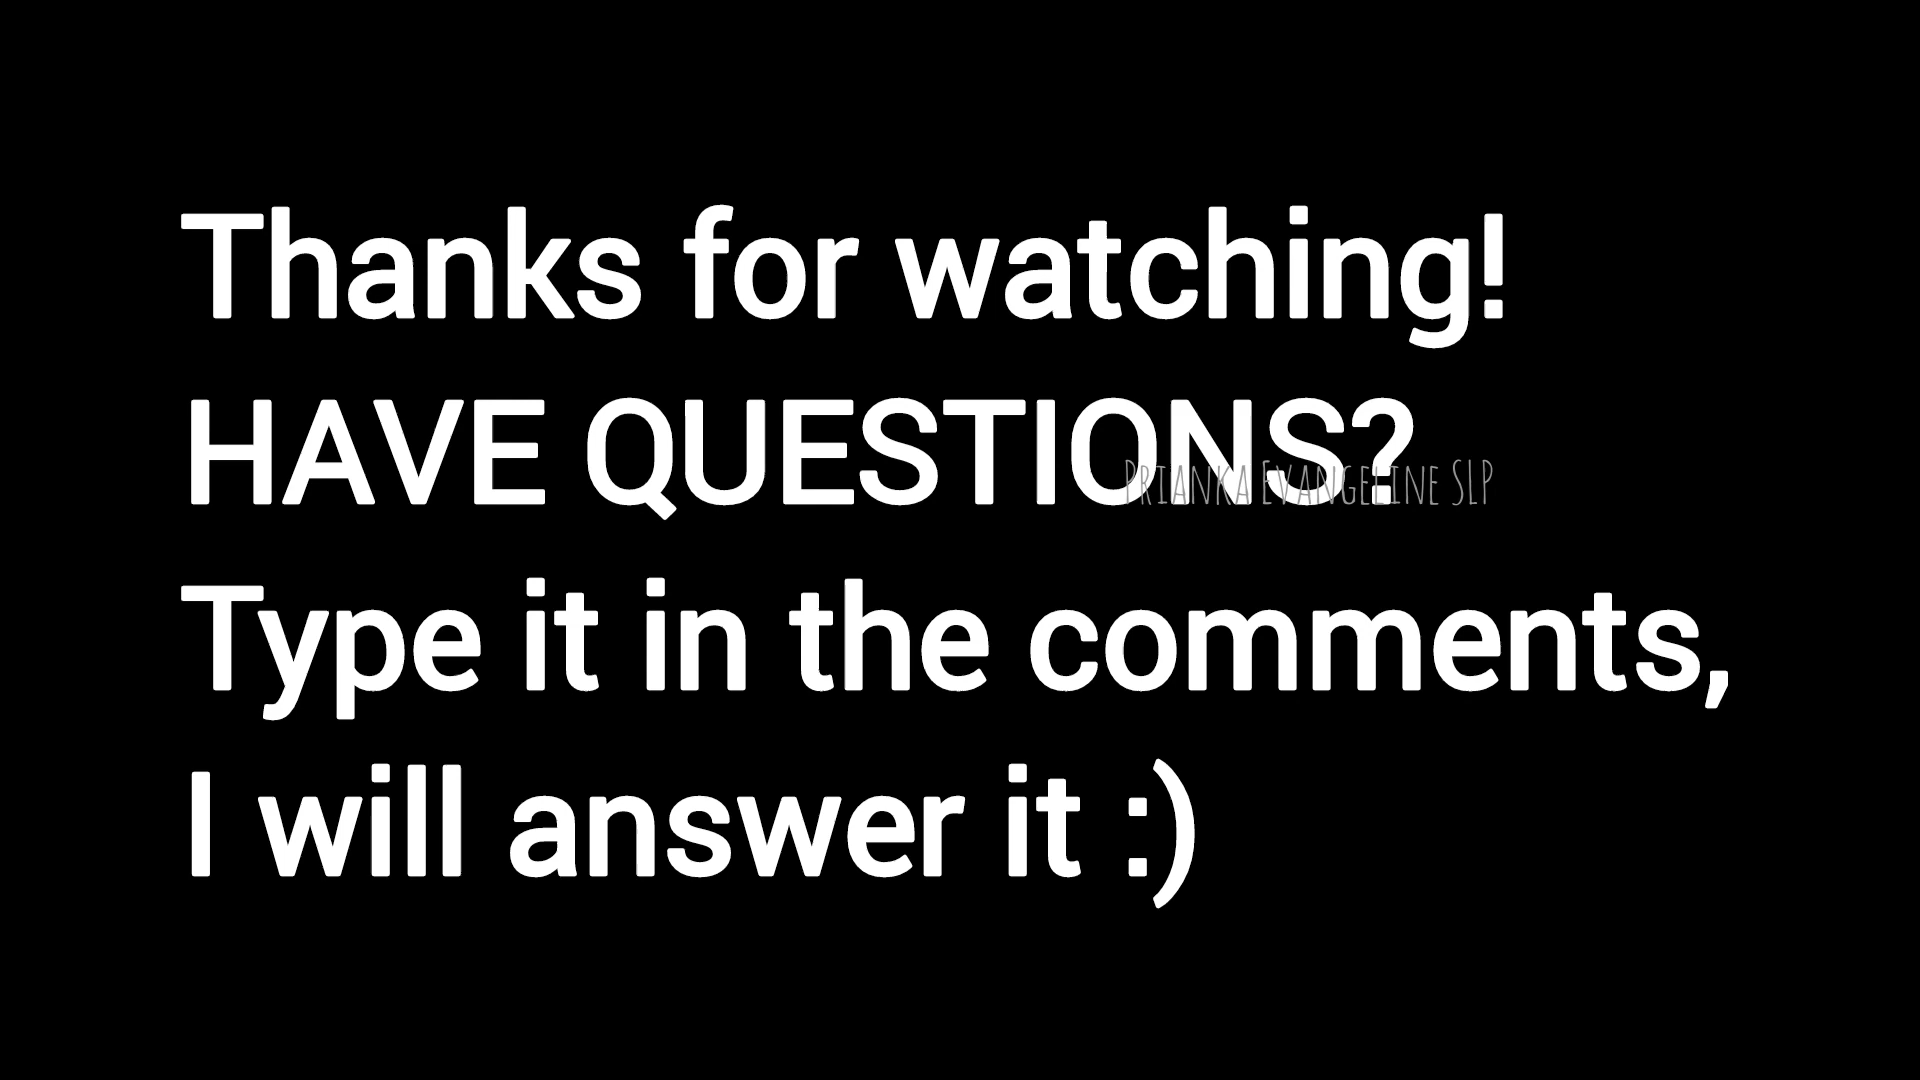 Thanks for watching!
HAVE QUESTIONS?
Prianka Evangeline SLP
Type it in the comments,
I will answer it :)